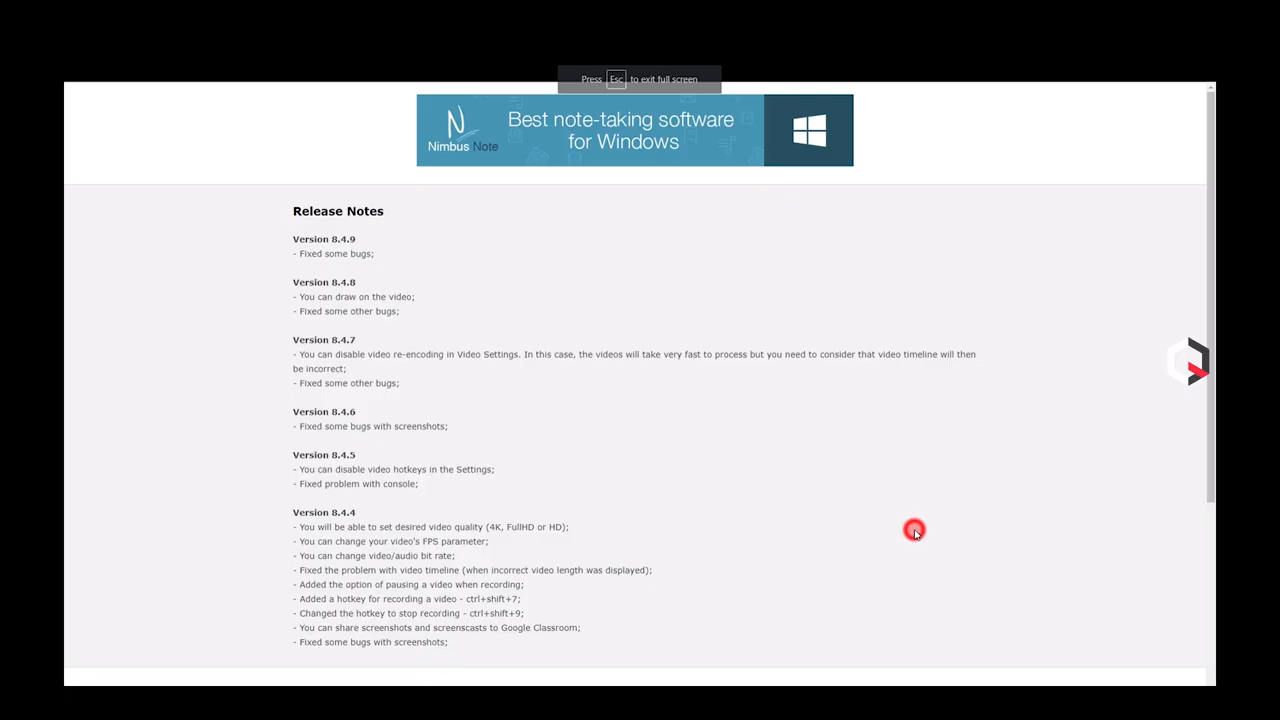 Press Esc to exit full screen
Best note-taking software
for Windows
Nimbus Note
Release Notes
Version 8.4.9
- Fixed some bugs;
Version 8.4.8
- You can draw on the video;
- Fixed some other bugs;
Version 8.4.7
- You can disable video re-encoding in Video Settings. In this case, the videos will take very fast to process but you need to consider that video timeline will then
be incorrect;
- Fixed some other bugs;
Version 8.4.6
- Fixed some bugs with screenshots;
Version 8.4.5
- You can disable video hotkeys in the Settings;
- Fixed problem with console;
Version 8.4.4
- You will be able to set desired video quality (4K, FullHD or HD);
- You can change your video's FPS parameter;
- You can change video/audio bit rate;
- Fixed the problem with video timeline (when incorrect video length was displayed);
- Added the option of pausing a video when recording;
- Added a hotkey for recording a video - ctrl+shift+7;
- Changed the hotkey to stop recording - ctrl+shift+9;
- You can share screenshots and screenscasts to Google Classroom;
- Fixed some bugs with screenshots;